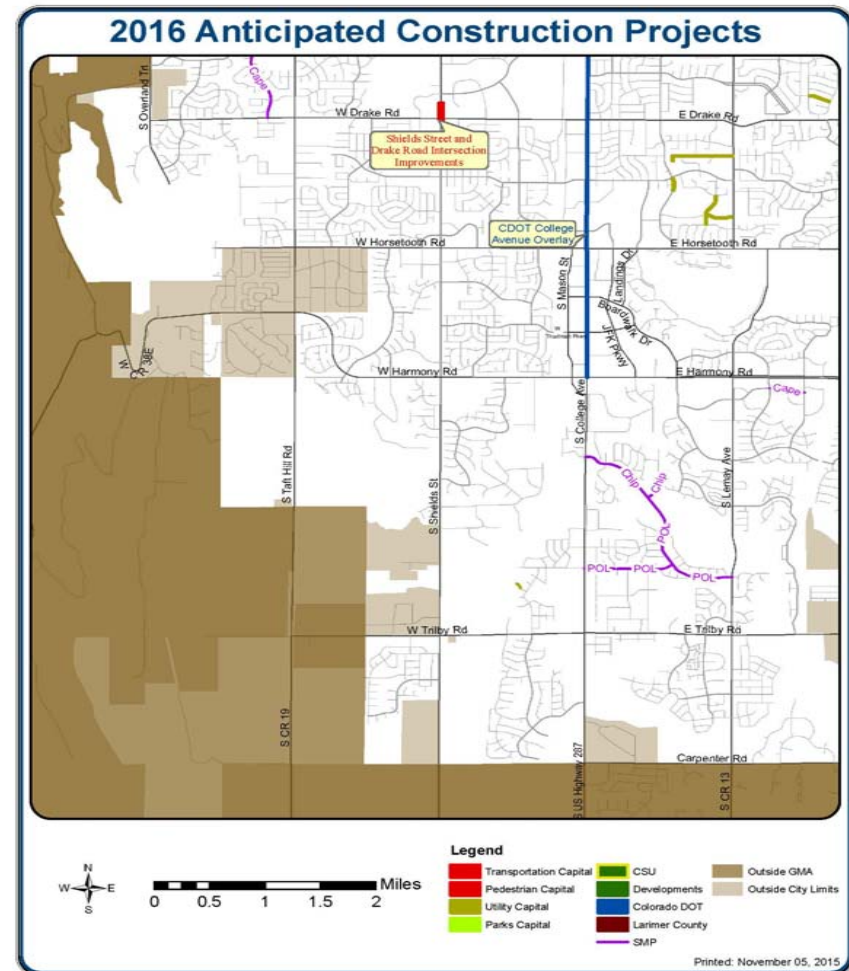 2016 Anticipated Construction Projects
S Overland Trl
Cape
W Drake Rd
E Drake Rd
Shields Street and
Drake Road Intersection
Improvements
CDOT College
Avenue Overlay
W Horsetooth Rd
E Horsetooth Rd
S Mason St
Landings Dr
Boardwalk Dr
JFK Pkwy
W CR 38E
W Harmony Rd
E Harmony Rd
Cape
S College Ave
S Taft Hill Rd
S Shields St
S Lemay Ave
Chip
Chip
POL
POL
POL
POL
W Trilby Rd
E Trilby Rd
S CR 19
S US Highway 287
Carpenter Rd
S CR 13
N
W
E
S
Miles
0 0.5 1 1.5 2
Legend
Transportation Capital
Pedestrian Capital
Utility Capital
Parks Capital
CSU
Developments
Colorado DOT
Larimer County
SMP
Outside GMA
Outside City Limits
Printed: November 05, 2015